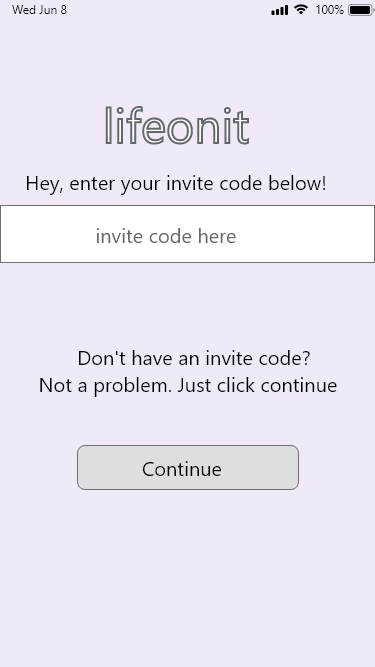 Wed Jun 8
100%
lifeonit
Hey, enter your invite code below!
invite code here
Don't have an invite code?
Not a problem. Just click continue
Continue